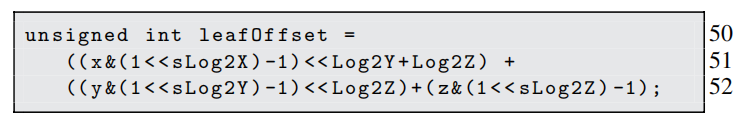 unsigned int leafOffset = 50
((x&(1<<sLog2X)-1)<<Log2Y+Log2Z) + 51
((y&(1<<sLog2Y)-1)<<Log2Z)+(z&(1<<sLog2Z)-1); 52